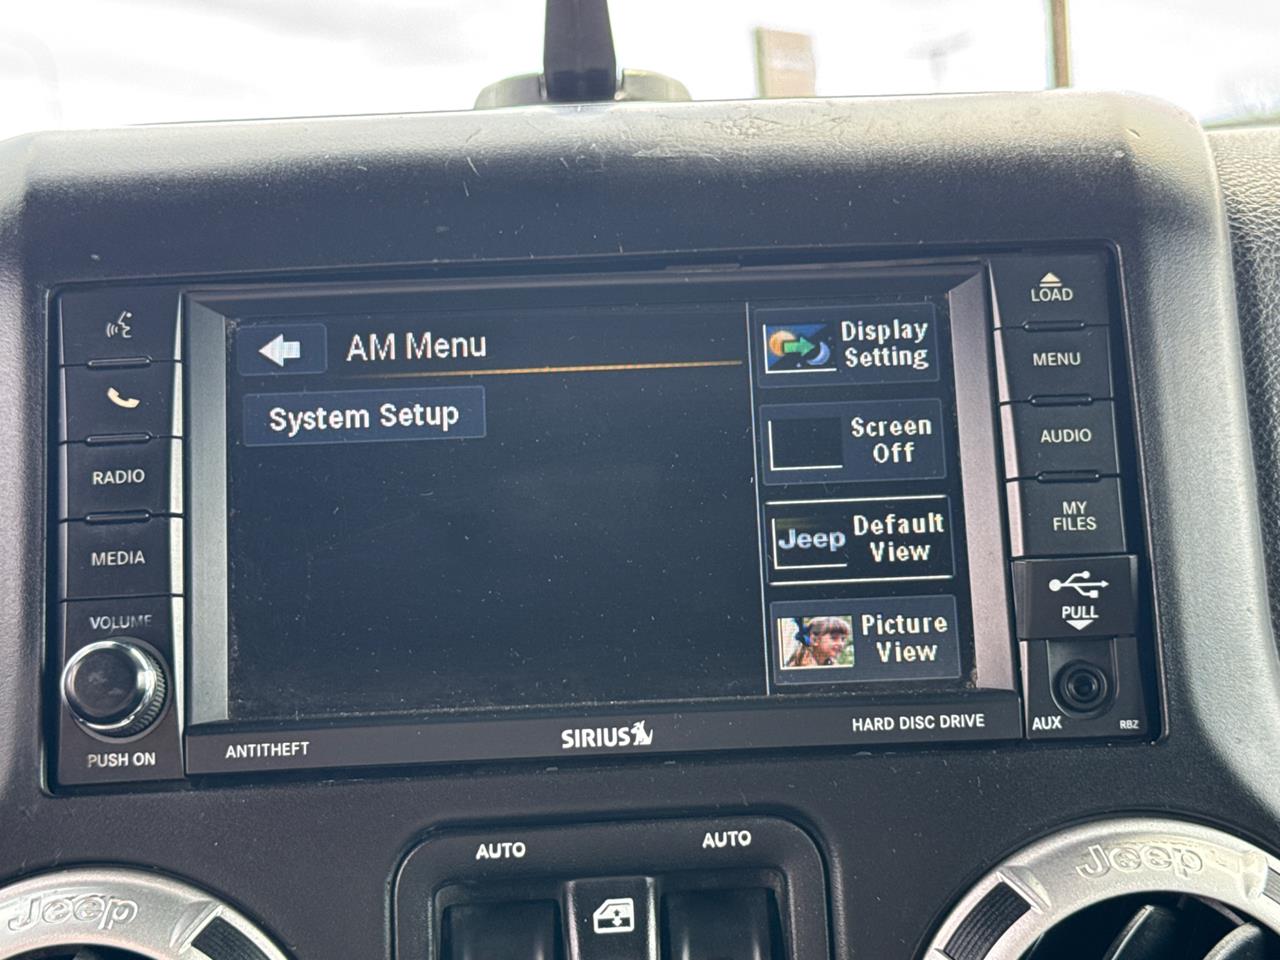 RADIO
MEDIA
VOLUME
PUSH ON
AM Menu
System Setup
Display
Setting
Screen
Off
Jeep
Default
View
Picture
View
LOAD
MENU
AUDIO
MY
FILES
PULL
AUX
RBZ
ANTITHEFT
SIRIUS
HARD DISC DRIVE
AUTO
AUTO
Jeep
Jeep